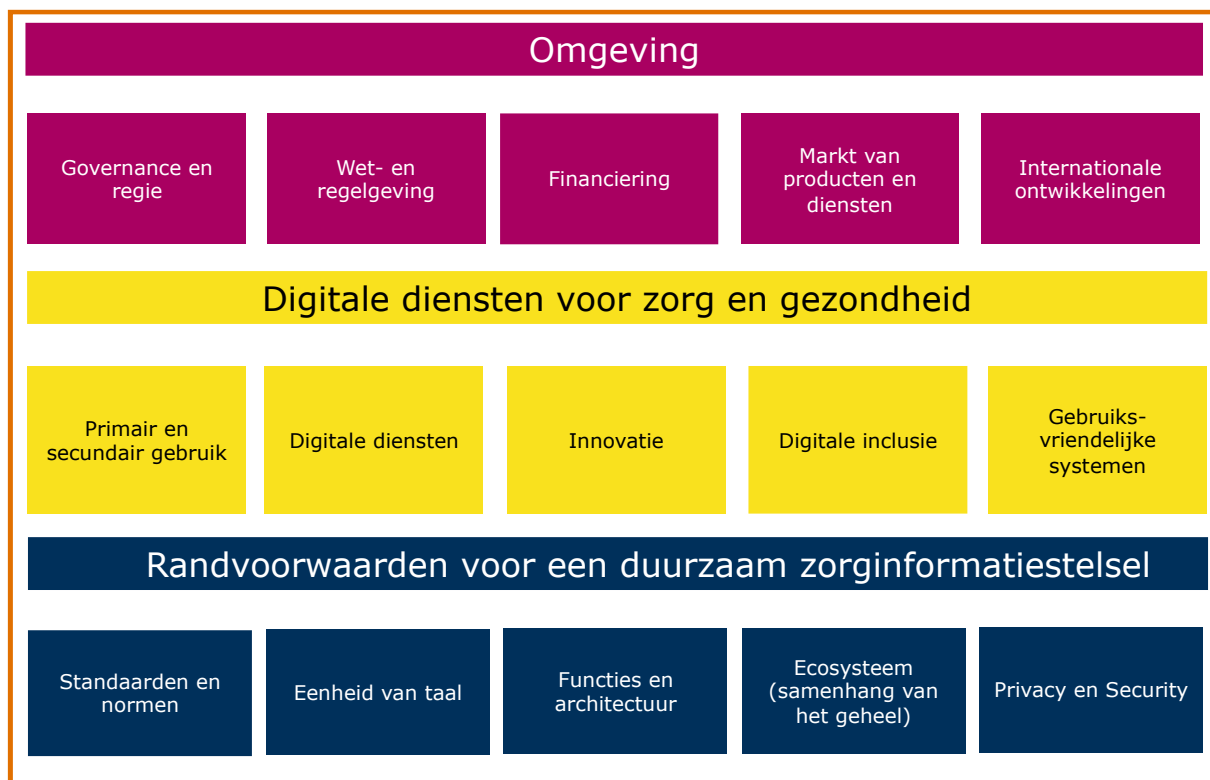 Omgeving
Governance en
regie
Wet- en
regelgeving
Financiering
Markt van
producten en
diensten
Internationale
ontwikkelingen
Digitale diensten voor zorg en gezondheid
Primair en
secundair gebruik
Digitale diensten
Innovatie
Digitale inclusie
Gebruiks-
vriendelijke
systemen
Randvoorwaarden voor een duurzaam zorginformatiestelsel
Standaarden en
normen
Eenheid van taal
Functies en
architectuur
Ecosysteem
(samenhang van
het geheel)
Privacy en Security